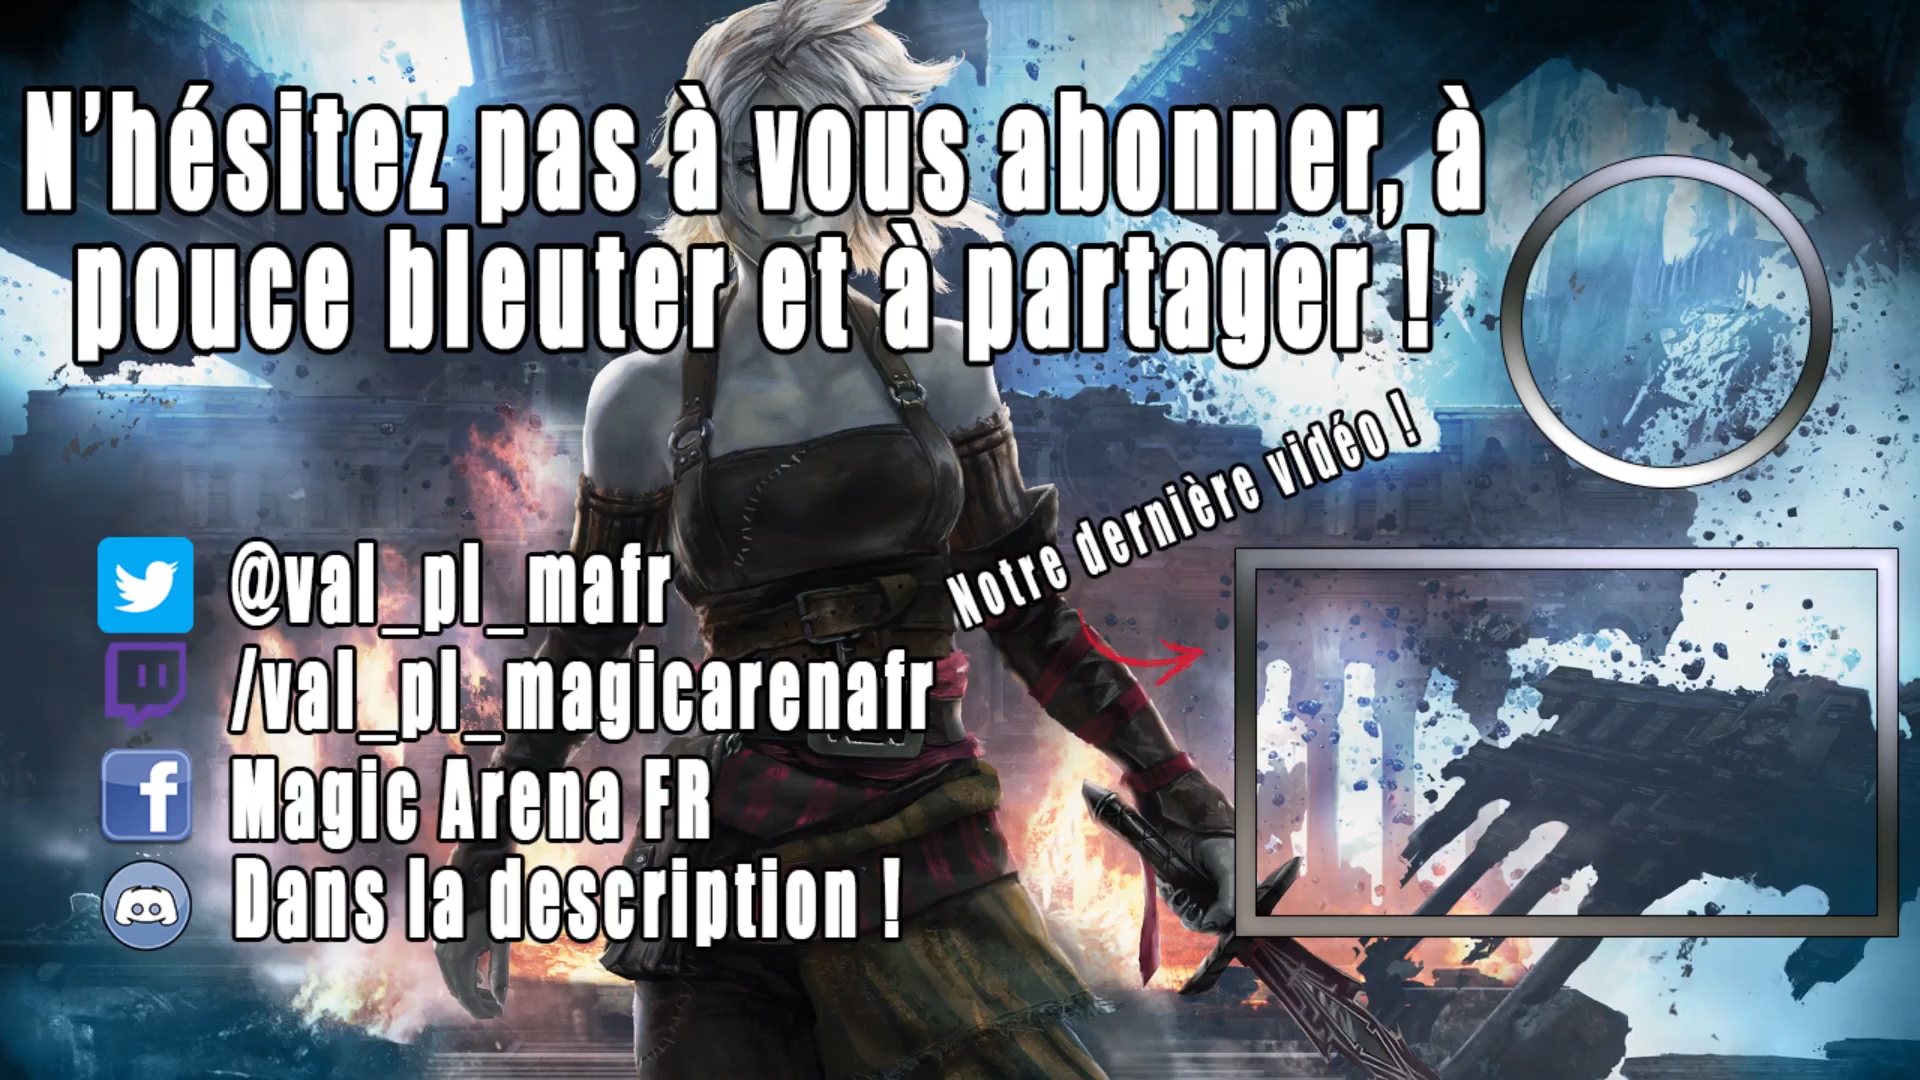 N'hésitez pas à vous abonner, à
pouce bleuter et à partager !
Notre dernière vidéo !
@val_pl_mafr
/val_pl_magicarenafr
Magic Arena FR
Dans la description !